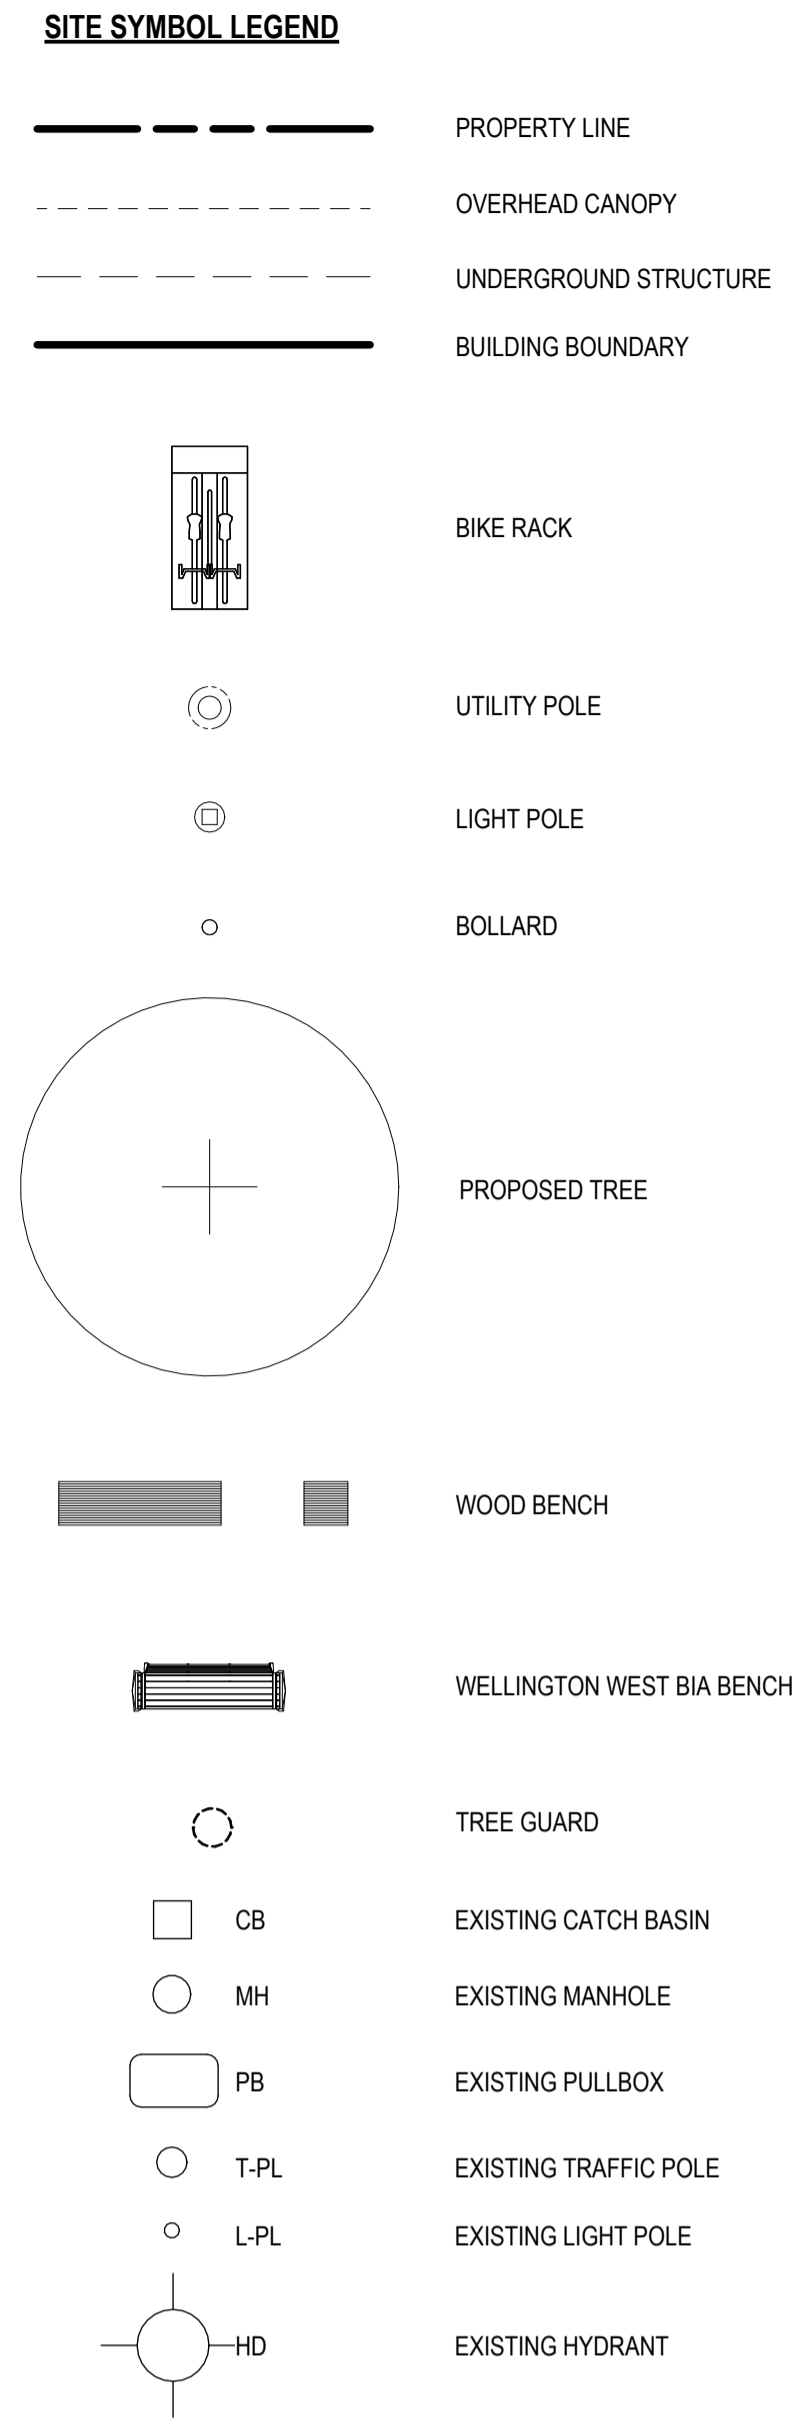 SITE SYMBOL LEGEND
PROPERTY LINE
OVERHEAD CANOPY
UNDERGROUND STRUCTURE
BUILDING BOUNDARY
BIKE RACK
UTILITY POLE
LIGHT POLE
BOLLARD
PROPOSED TREE
WOOD BENCH
WELLINGTON WEST BIA BENCH
TREE GUARD
CB EXISTING CATCH BASIN
MH EXISTING MANHOLE
PB EXISTING PULLBOX
T-PL EXISTING TRAFFIC POLE
L-PL EXISTING LIGHT POLE
HD EXISTING HYDRANT